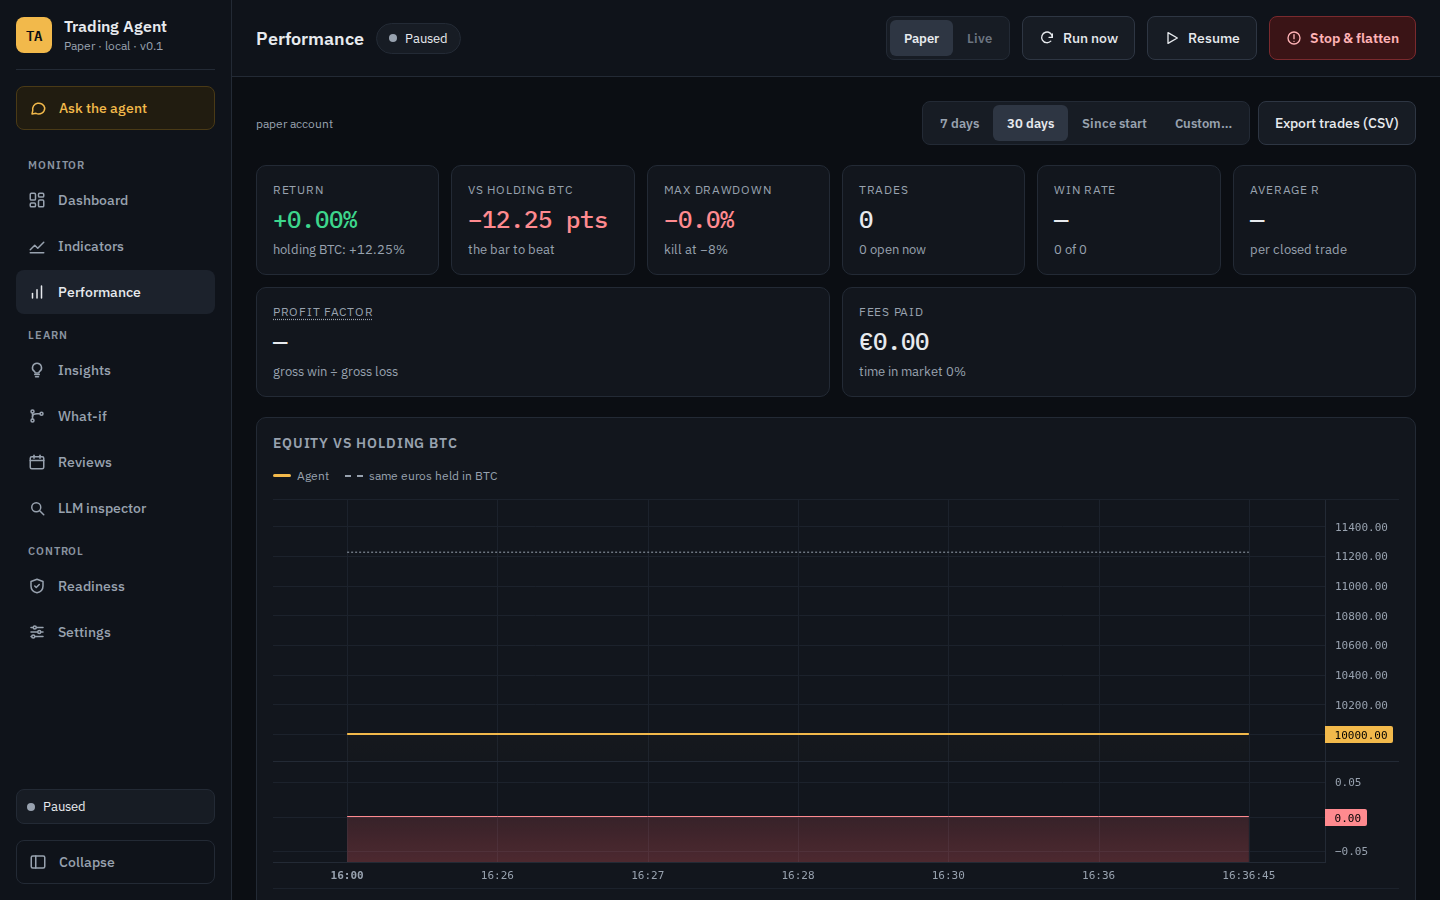 TA
Trading Agent
Paper · local · v0.1
Ask the agent
MONITOR
Dashboard
Indicators
Performance
LEARN
Insights
What-if
Reviews
LLM inspector
CONTROL
Readiness
Settings
Paused
Collapse
Performance
Paused
Paper Live
Run now
Resume
Stop & flatten
paper account
7 days 30 days Since start Custom...
Export trades (CSV)
RETURN
+0.00%
holding BTC: +12.25%
VS HOLDING BTC
−12.25 pts
the bar to beat
MAX DRAWDOWN
−0.0%
kill at −8%
TRADES
0
0 open now
WIN RATE
—
0 of 0
AVERAGE R
—
per closed trade
PROFIT FACTOR
—
gross win ÷ gross loss
FEES PAID
€0.00
time in market 0%
EQUITY VS HOLDING BTC
Agent same euros held in BTC
11400.00
11200.00
11000.00
10800.00
10600.00
10400.00
10200.00
10000.00
0.05
0.00
−0.05
16:00 16:26 16:27 16:28 16:30 16:36 16:36:45